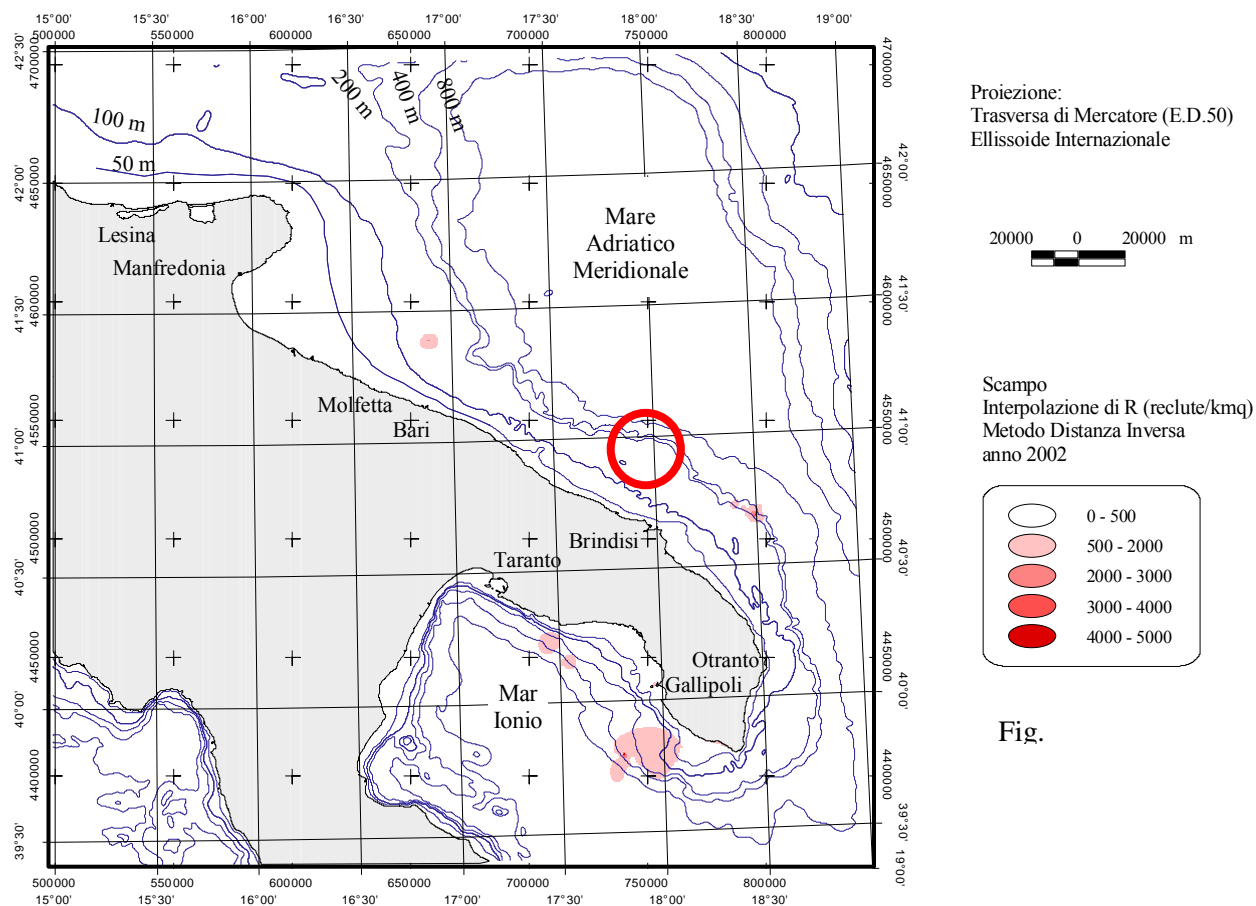 15°00' 15°30' 16°00' 16°30' 17°00' 17°30' 18°00' 18°30' 19°00'
500000 550000 600000 650000 700000 750000 800000
42°30' 42°00' 41°30' 41°00' 40°30' 40°00' 39°30'
4700000 4650000 4600000 4550000 4500000 4450000 4400000
200 m
400 m
800 m
100 m
50 m
Lesina
Manfredonia
Mare
Adriatico
Meridionale
Molfetta
Bari
Brindisi
Taranto
Otranto
Gallipoli
Mar
Ionio
4700000 4650000 4600000 4550000 4500000 4450000 4400000
42°00' 41°30' 41°00' 40°30' 40°00' 39°30' 19°00'
500000 550000 600000 650000 700000 750000 800000
15°00' 15°30' 16°00' 16°30' 17°00' 17°30' 18°00' 18°30'
Proiezione:
Trasversa di Mercatore (E.D.50)
Ellissoide Internazionale
20000 0 20000 m
Scampo
Interpolazione di R (reclute/kmq)
Metodo Distanza Inversa
anno 2002
0 - 500
500 - 2000
2000 - 3000
3000 - 4000
4000 - 5000
Fig.